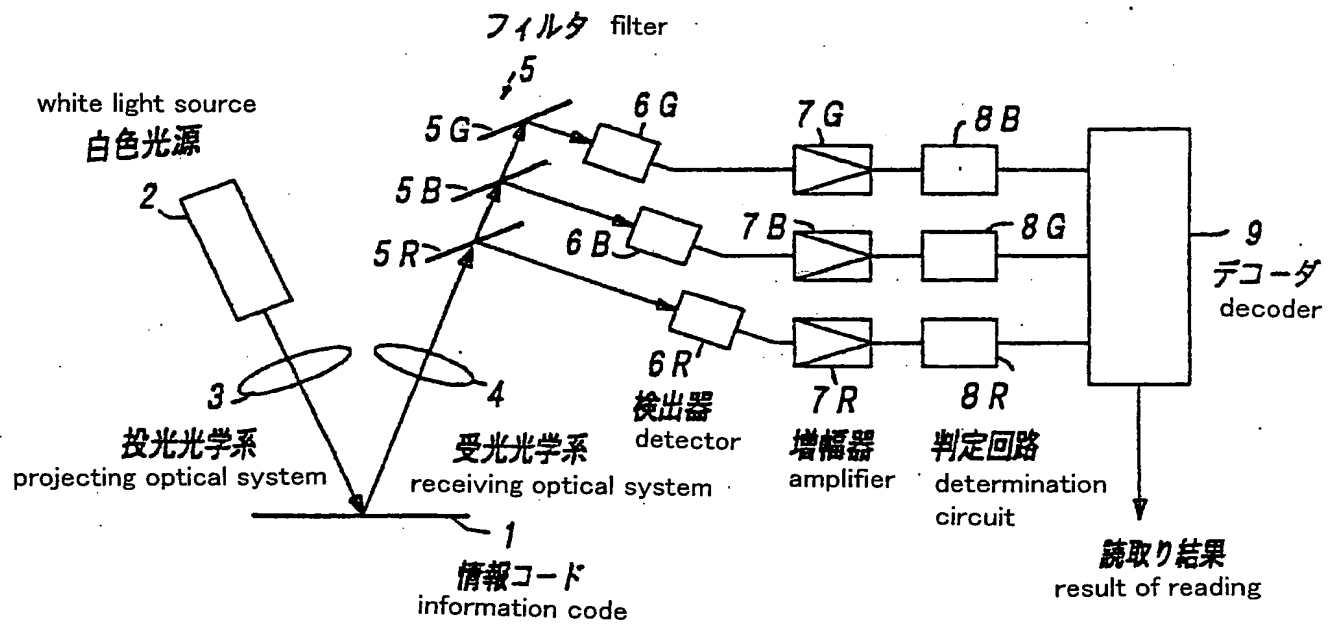 フィルタ filter
5
white light source
白色光源
2
5G
6G
7G
8B
5B
6B
7B
8G
9
デコーダ
decoder
5R
6R
検出器
detector
7R
増幅器
amplifier
8R
判定回路
determination
circuit
3
投光光学系
projecting optical system
4
受光光学系
receiving optical system
1
情報コード
information code
読取り結果
result of reading